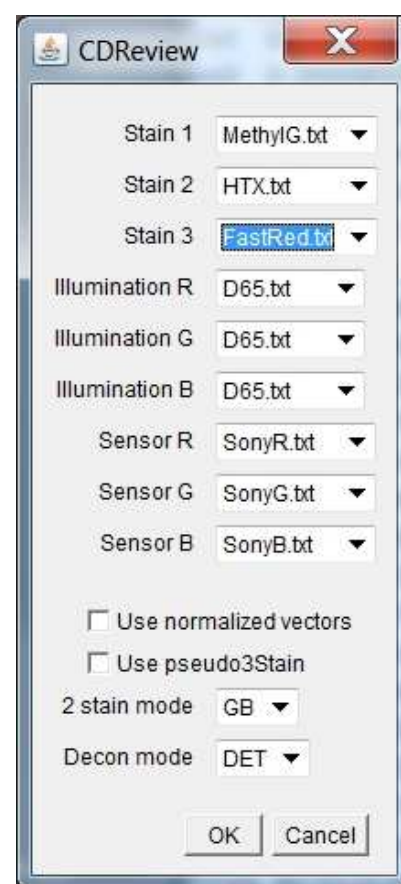 CDReview
Stain 1 MethylG.txt
Stain 2 HTX.txt
Stain 3 FastRed.txt
Illumination R D65.txt
Illumination G D65.txt
Illumination B D65.txt
Sensor R SonyR.txt
Sensor G SonyG.txt
Sensor B SonyB.txt
Use normalized vectors
Use pseudo3Stain
2 stain mode GB
Decon mode DET
OK Cancel